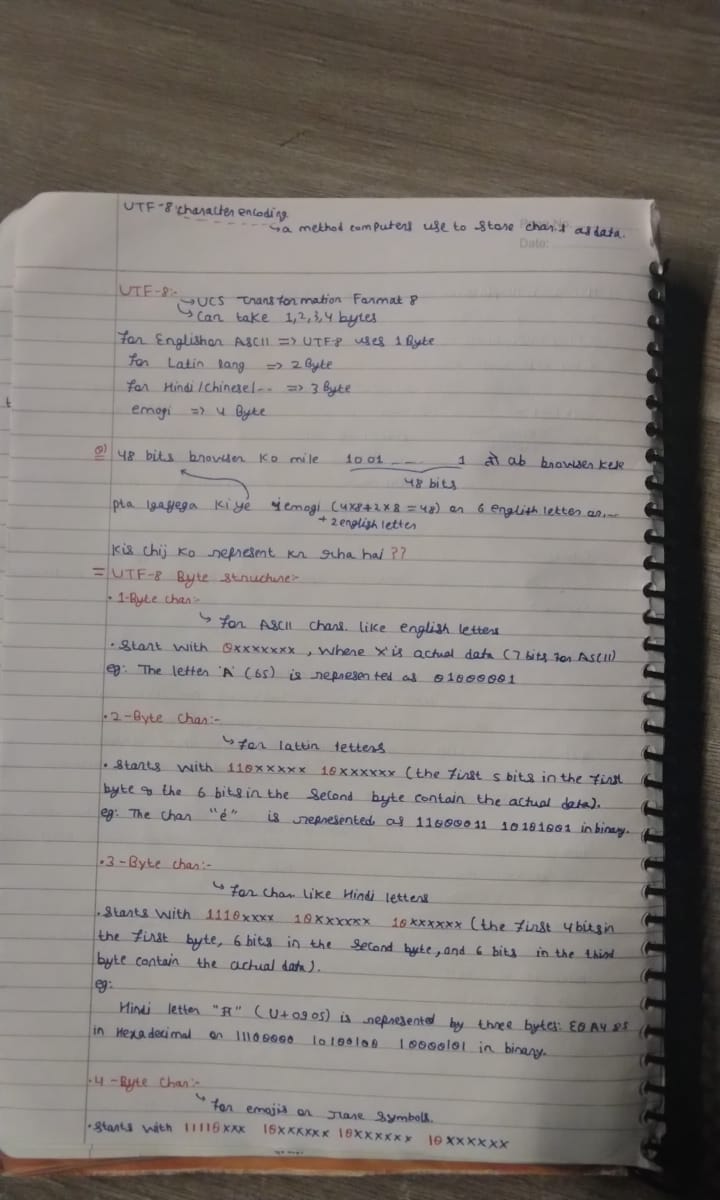 UTF-8 character encoding
↳ a method computers use to store char.s as data.
Date:
UTF-8:-
↳ UCS Transformation Format 8
↳ Can take 1,2,3,4 bytes
for English or ASCII => UTF-8 uses 1 Byte
for Latin lang => 2 Byte
for Hindi/Chinese/-- => 3 Byte
emogi => 4 Byte
Q) 48 bits browser ko mile 1001 ---- 1 तो ab browser kese
48 bits
pta lgayega ki ye 1 emogi (4x8+2x8=48) or 6 english letter or...
+ 2 english letter
kis chij ko represent kr rha hai ??
= UTF-8 Byte structure:-
• 1-Byte char:-
↳ for ASCII chars. like english letters
• Start with 0xxxxxxx, where 'x' is actual data (7 bits for ASCII)
eg: The letter 'A' (65) is represented as 01000001
• 2-Byte Char:-
↳ for lattin letters
• Starts with 110xxxxx 10xxxxxx (the first 5 bits in the first
byte & the 6 bits in the second byte contain the actual data).
eg: The char "é" is represented as 11000011 10101001 in binary.
• 3-Byte char:-
↳ for char like Hindi letters
• Starts with 1110xxxx 10xxxxxx 10xxxxxx (the first 4 bits in
the first byte, 6 bits in the second byte, and 6 bits in the third
byte contain the actual data).
eg:
Hindi letter "अ" (U+0905) is represented by three bytes: E0 A4 85
in Hexadecimal or 11100000 10100100 10000101 in binary.
• 4-Byte Char:-
↳ for emojis or rare symbols.
• Starts with 11110xxx 10xxxxxx 10xxxxxx 10xxxxxx